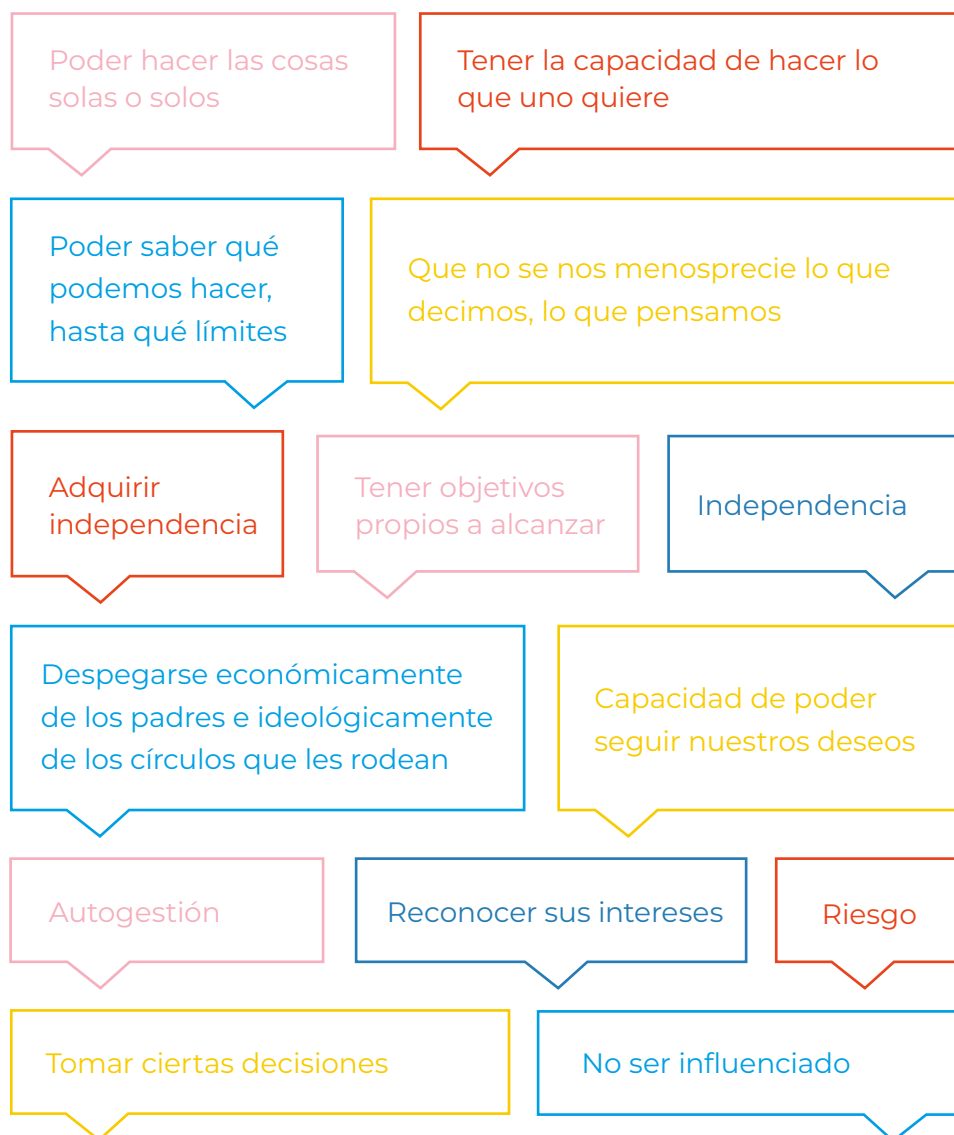 Poder hacer las cosas
solas o solos
Tener la capacidad de hacer lo
que uno quiere
Poder saber qué
podemos hacer,
hasta qué límites
Que no se nos menosprecie lo que
decimos, lo que pensamos
Adquirir
independencia
Tener objetivos
propios a alcanzar
Independencia
Despegarse económicamente
de los padres e ideológicamente
de los círculos que les rodean
Capacidad de poder
seguir nuestros deseos
Autogestión
Reconocer sus intereses
Riesgo
Tomar ciertas decisiones
No ser influenciado